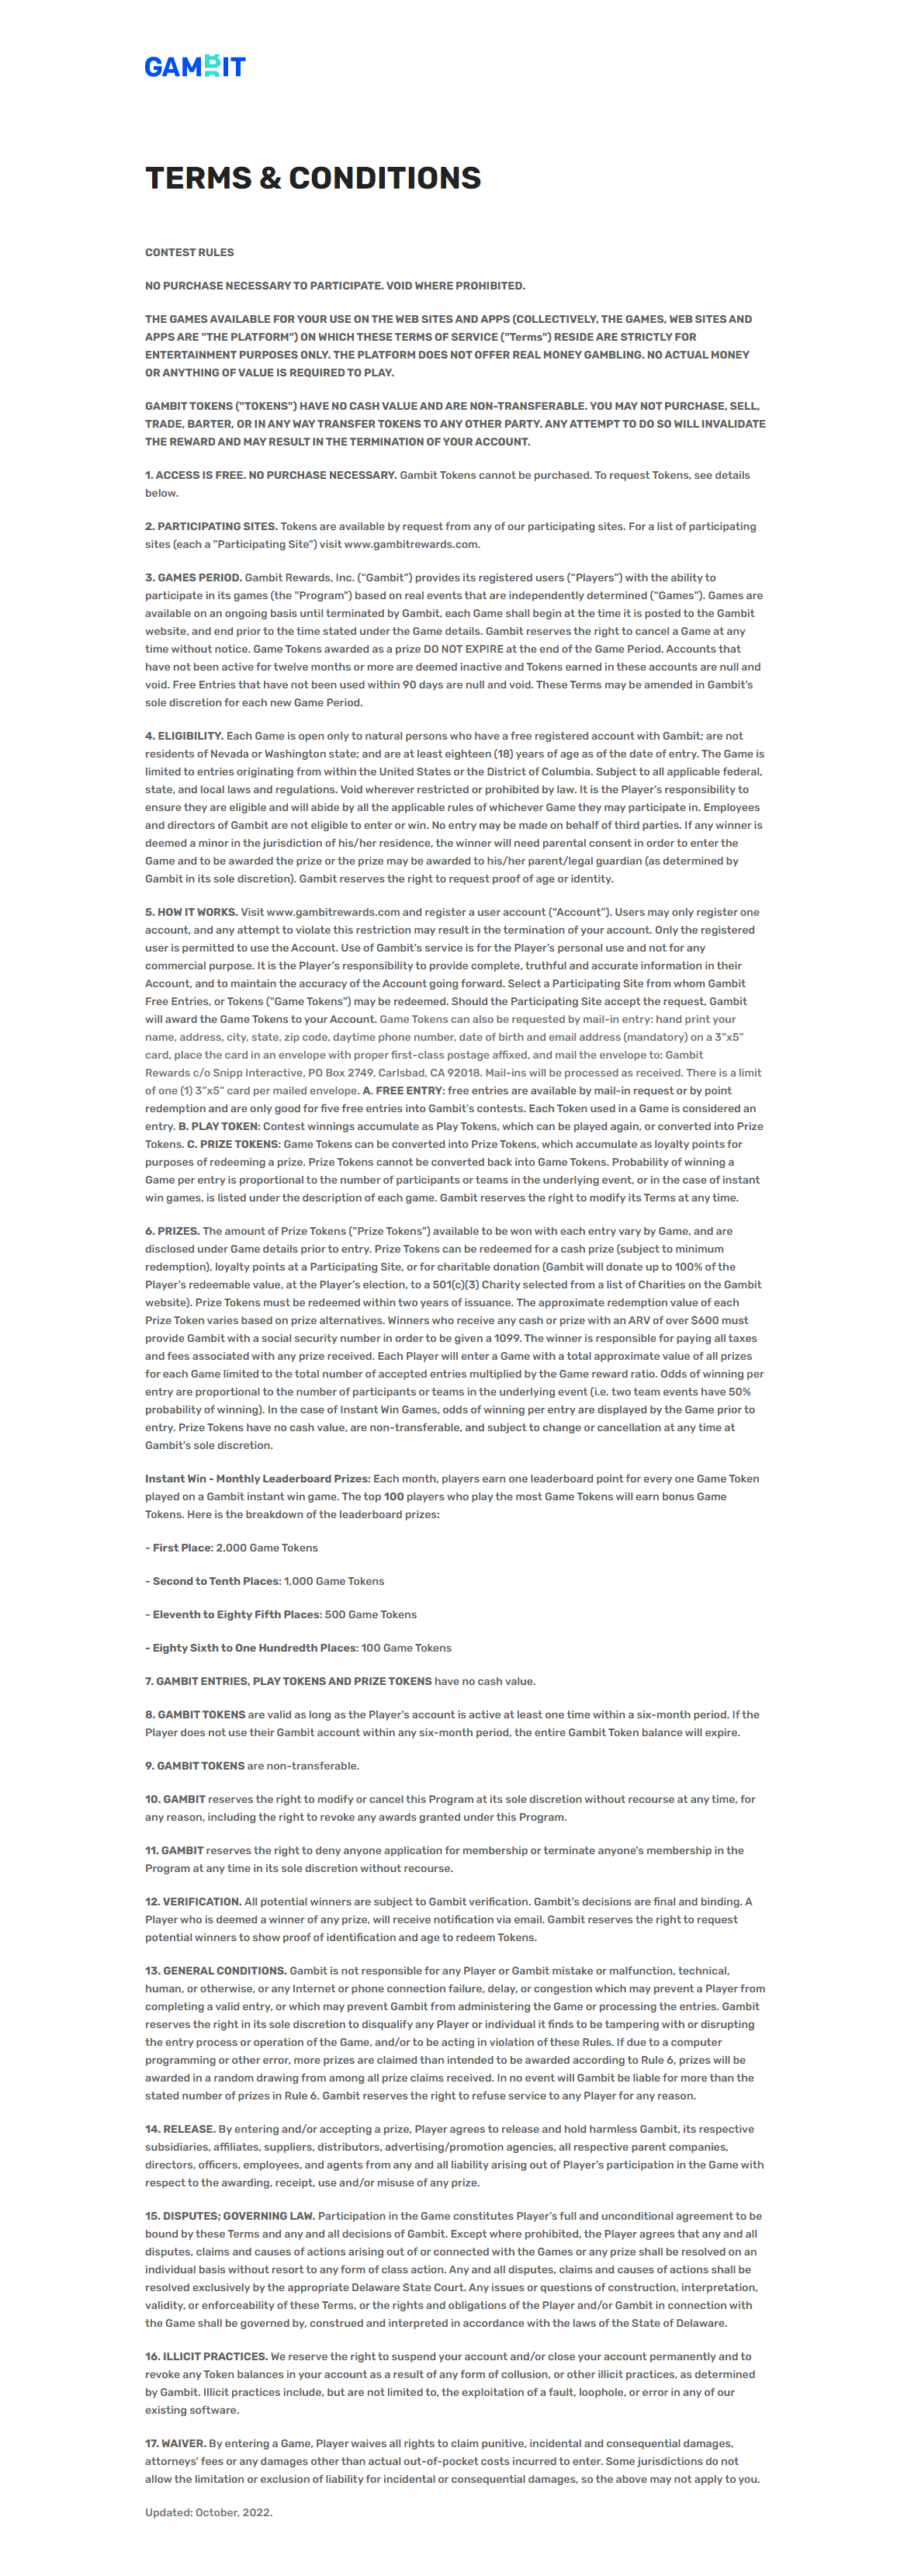 GAMBIT
TERMS & CONDITIONS
CONTEST RULES
NO PURCHASE NECESSARY TO PARTICIPATE. VOID WHERE PROHIBITED.
THE GAMES AVAILABLE FOR YOUR USE ON THE WEB SITES AND APPS (COLLECTIVELY, THE GAMES, WEB SITES AND
APPS ARE "THE PLATFORM") ON WHICH THESE TERMS OF SERVICE ("Terms") RESIDE ARE STRICTLY FOR
ENTERTAINMENT PURPOSES ONLY. THE PLATFORM DOES NOT OFFER REAL MONEY GAMBLING. NO ACTUAL MONEY
OR ANYTHING OF VALUE IS REQUIRED TO PLAY.
GAMBIT TOKENS ("TOKENS") HAVE NO CASH VALUE AND ARE NON-TRANSFERABLE. YOU MAY NOT PURCHASE, SELL,
TRADE, BARTER, OR IN ANY WAY TRANSFER TOKENS TO ANY OTHER PARTY. ANY ATTEMPT TO DO SO WILL INVALIDATE
THE REWARD AND MAY RESULT IN THE TERMINATION OF YOUR ACCOUNT.
1. ACCESS IS FREE. NO PURCHASE NECESSARY. Gambit Tokens cannot be purchased. To request Tokens, see details
below.
2. PARTICIPATING SITES. Tokens are available by request from any of our participating sites. For a list of participating
sites (each a "Participating Site") visit www.gambitrewards.com.
3. GAMES PERIOD. Gambit Rewards, Inc. (“Gambit”) provides its registered users (“Players”) with the ability to
participate in its games (the "Program") based on real events that are independently determined (“Games”). Games are
available on an ongoing basis until terminated by Gambit, each Game shall begin at the time it is posted to the Gambit
website, and end prior to the time stated under the Game details. Gambit reserves the right to cancel a Game at any
time without notice. Game Tokens awarded as a prize DO NOT EXPIRE at the end of the Game Period. Accounts that
have not been active for twelve months or more are deemed inactive and Tokens earned in these accounts are null and
void. Free Entries that have not been used within 90 days are null and void. These Terms may be amended in Gambit’s
sole discretion for each new Game Period.
4. ELIGIBILITY. Each Game is open only to natural persons who have a free registered account with Gambit; are not
residents of Nevada or Washington state; and are at least eighteen (18) years of age as of the date of entry. The Game is
limited to entries originating from within the United States or the District of Columbia. Subject to all applicable federal,
state, and local laws and regulations. Void wherever restricted or prohibited by law. It is the Player’s responsibility to
ensure they are eligible and will abide by all the applicable rules of whichever Game they may participate in. Employees
and directors of Gambit are not eligible to enter or win. No entry may be made on behalf of third parties. If any winner is
deemed a minor in the jurisdiction of his/her residence, the winner will need parental consent in order to enter the
Game and to be awarded the prize or the prize may be awarded to his/her parent/legal guardian (as determined by
Gambit in its sole discretion). Gambit reserves the right to request proof of age or identity.
5. HOW IT WORKS. Visit www.gambitrewards.com and register a user account (“Account”). Users may only register one
account, and any attempt to violate this restriction may result in the termination of your account. Only the registered
user is permitted to use the Account. Use of Gambit’s service is for the Player’s personal use and not for any
commercial purpose. It is the Player’s responsibility to provide complete, truthful and accurate information in their
Account, and to maintain the accuracy of the Account going forward. Select a Participating Site from whom Gambit
Free Entries, or Tokens ("Game Tokens") may be redeemed. Should the Participating Site accept the request, Gambit
will award the Game Tokens to your Account. Game Tokens can also be requested by mail-in entry: hand print your
name, address, city, state, zip code, daytime phone number, date of birth and email address (mandatory) on a 3”x5”
card, place the card in an envelope with proper first-class postage affixed, and mail the envelope to: Gambit
Rewards c/o Snipp Interactive, PO Box 2749, Carlsbad, CA 92018. Mail-ins will be processed as received. There is a limit
of one (1) 3”x5” card per mailed envelope. A. FREE ENTRY: free entries are available by mail-in request or by point
redemption and are only good for five free entries into Gambit's contests. Each Token used in a Game is considered an
entry. B. PLAY TOKEN: Contest winnings accumulate as Play Tokens, which can be played again, or converted into Prize
Tokens. C. PRIZE TOKENS: Game Tokens can be converted into Prize Tokens, which accumulate as loyalty points for
purposes of redeeming a prize. Prize Tokens cannot be converted back into Game Tokens. Probability of winning a
Game per entry is proportional to the number of participants or teams in the underlying event, or in the case of instant
win games, is listed under the description of each game. Gambit reserves the right to modify its Terms at any time.
6. PRIZES. The amount of Prize Tokens ("Prize Tokens") available to be won with each entry vary by Game, and are
disclosed under Game details prior to entry. Prize Tokens can be redeemed for a cash prize (subject to minimum
redemption), loyalty points at a Participating Site, or for charitable donation (Gambit will donate up to 100% of the
Player’s redeemable value, at the Player’s election, to a 501(c)(3) Charity selected from a list of Charities on the Gambit
website). Prize Tokens must be redeemed within two years of issuance. The approximate redemption value of each
Prize Token varies based on prize alternatives. Winners who receive any cash or prize with an ARV of over $600 must
provide Gambit with a social security number in order to be given a 1099. The winner is responsible for paying all taxes
and fees associated with any prize received. Each Player will enter a Game with a total approximate value of all prizes
for each Game limited to the total number of accepted entries multiplied by the Game reward ratio. Odds of winning per
entry are proportional to the number of participants or teams in the underlying event (i.e. two team events have 50%
probability of winning). In the case of Instant Win Games, odds of winning per entry are displayed by the Game prior to
entry. Prize Tokens have no cash value, are non-transferable, and subject to change or cancellation at any time at
Gambit's sole discretion.
Instant Win - Monthly Leaderboard Prizes: Each month, players earn one leaderboard point for every one Game Token
played on a Gambit instant win game. The top 100 players who play the most Game Tokens will earn bonus Game
Tokens. Here is the breakdown of the leaderboard prizes:
- First Place: 2,000 Game Tokens
- Second to Tenth Places: 1,000 Game Tokens
- Eleventh to Eighty Fifth Places: 500 Game Tokens
- Eighty Sixth to One Hundredth Places: 100 Game Tokens
7. GAMBIT ENTRIES, PLAY TOKENS AND PRIZE TOKENS have no cash value.
8. GAMBIT TOKENS are valid as long as the Player's account is active at least one time within a six-month period. If the
Player does not use their Gambit account within any six-month period, the entire Gambit Token balance will expire.
9. GAMBIT TOKENS are non-transferable.
10. GAMBIT reserves the right to modify or cancel this Program at its sole discretion without recourse at any time, for
any reason, including the right to revoke any awards granted under this Program.
11. GAMBIT reserves the right to deny anyone application for membership or terminate anyone's membership in the
Program at any time in its sole discretion without recourse.
12. VERIFICATION. All potential winners are subject to Gambit verification. Gambit’s decisions are final and binding. A
Player who is deemed a winner of any prize, will receive notification via email. Gambit reserves the right to request
potential winners to show proof of identification and age to redeem Tokens.
13. GENERAL CONDITIONS. Gambit is not responsible for any Player or Gambit mistake or malfunction, technical,
human, or otherwise, or any Internet or phone connection failure, delay, or congestion which may prevent a Player from
completing a valid entry, or which may prevent Gambit from administering the Game or processing the entries. Gambit
reserves the right in its sole discretion to disqualify any Player or individual it finds to be tampering with or disrupting
the entry process or operation of the Game, and/or to be acting in violation of these Rules. If due to a computer
programming or other error, more prizes are claimed than intended to be awarded according to Rule 6, prizes will be
awarded in a random drawing from among all prize claims received. In no event will Gambit be liable for more than the
stated number of prizes in Rule 6. Gambit reserves the right to refuse service to any Player for any reason.
14. RELEASE. By entering and/or accepting a prize, Player agrees to release and hold harmless Gambit, its respective
subsidiaries, affiliates, suppliers, distributors, advertising/promotion agencies, all respective parent companies,
directors, officers, employees, and agents from any and all liability arising out of Player’s participation in the Game with
respect to the awarding, receipt, use and/or misuse of any prize.
15. DISPUTES; GOVERNING LAW. Participation in the Game constitutes Player’s full and unconditional agreement to be
bound by these Terms and any and all decisions of Gambit. Except where prohibited, the Player agrees that any and all
disputes, claims and causes of actions arising out of or connected with the Games or any prize shall be resolved on an
individual basis without resort to any form of class action. Any and all disputes, claims and causes of actions shall be
resolved exclusively by the appropriate Delaware State Court. Any issues or questions of construction, interpretation,
validity, or enforceability of these Terms, or the rights and obligations of the Player and/or Gambit in connection with
the Game shall be governed by, construed and interpreted in accordance with the laws of the State of Delaware.
16. ILLICIT PRACTICES. We reserve the right to suspend your account and/or close your account permanently and to
revoke any Token balances in your account as a result of any form of collusion, or other illicit practices, as determined
by Gambit. Illicit practices include, but are not limited to, the exploitation of a fault, loophole, or error in any of our
existing software.
17. WAIVER. By entering a Game, Player waives all rights to claim punitive, incidental and consequential damages,
attorneys' fees or any damages other than actual out-of-pocket costs incurred to enter. Some jurisdictions do not
allow the limitation or exclusion of liability for incidental or consequential damages, so the above may not apply to you.
Updated: October, 2022.